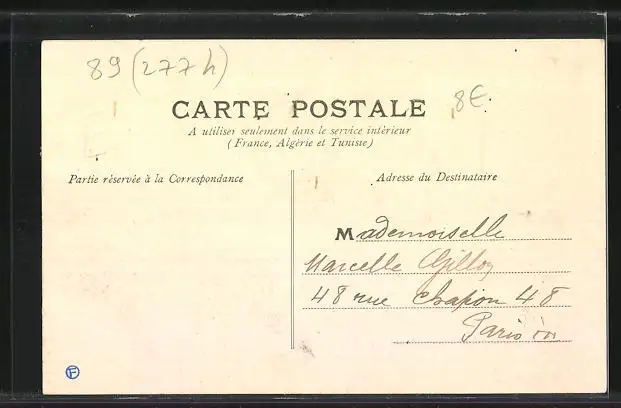 89 (277h)
CARTE POSTALE
8€
A utiliser seulement dans le service intérieur
(France, Algérie et Tunisie)
Partie réservée à la Correspondance
Adresse du Destinataire
Mademoiselle
Marcelle
48 rue Chapon 48
Paris
F